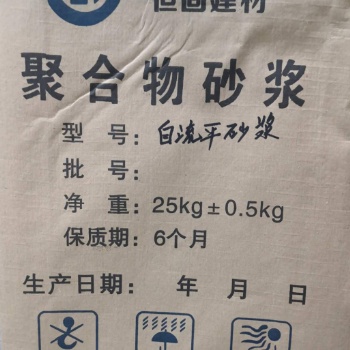 恒固建材
聚合物砂浆
型 号：自流平砂浆
批 号：
净 重：25kg±0.5kg
保质期：6个月
生产日期： 年 月 日